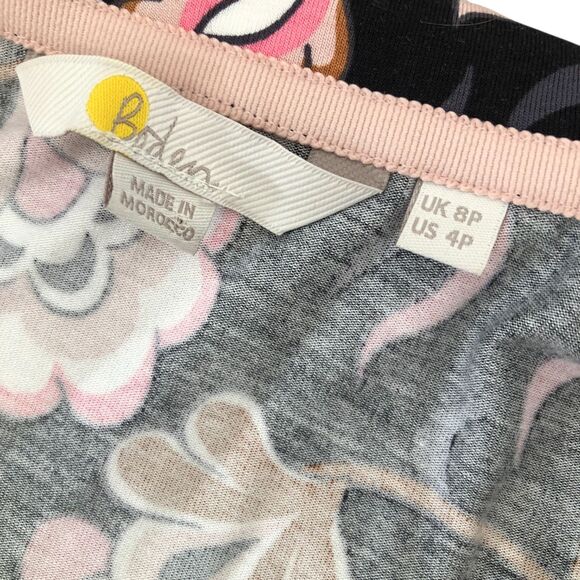 Boden
MADE IN
MOROCCO
UK 8P
US 4P